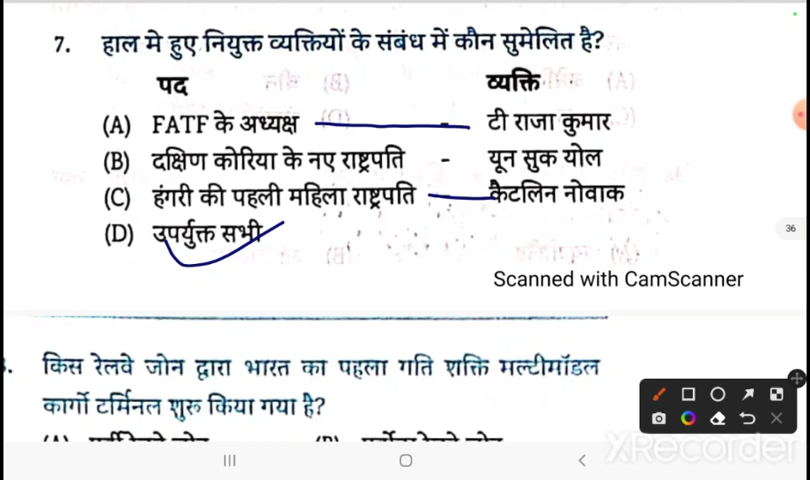 7. हाल मे हुए नियुक्त व्यक्तियों के संबंध में कौन सुमेलित है?
पद व्यक्ति
(A) FATF के अध्यक्ष - टी राजा कुमार
(B) दक्षिण कोरिया के नए राष्ट्रपति - यून सुक योल
(C) हंगरी की पहली महिला राष्ट्रपति कैटलिन नोवाक
(D) उपर्युक्त सभी
36
Scanned with CamScanner
किस रेलवे जोन द्वारा भारत का पहला गति शक्ति मल्टीमॉडल
कार्गो टर्मिनल शुरू किया गया है?
XRecorder